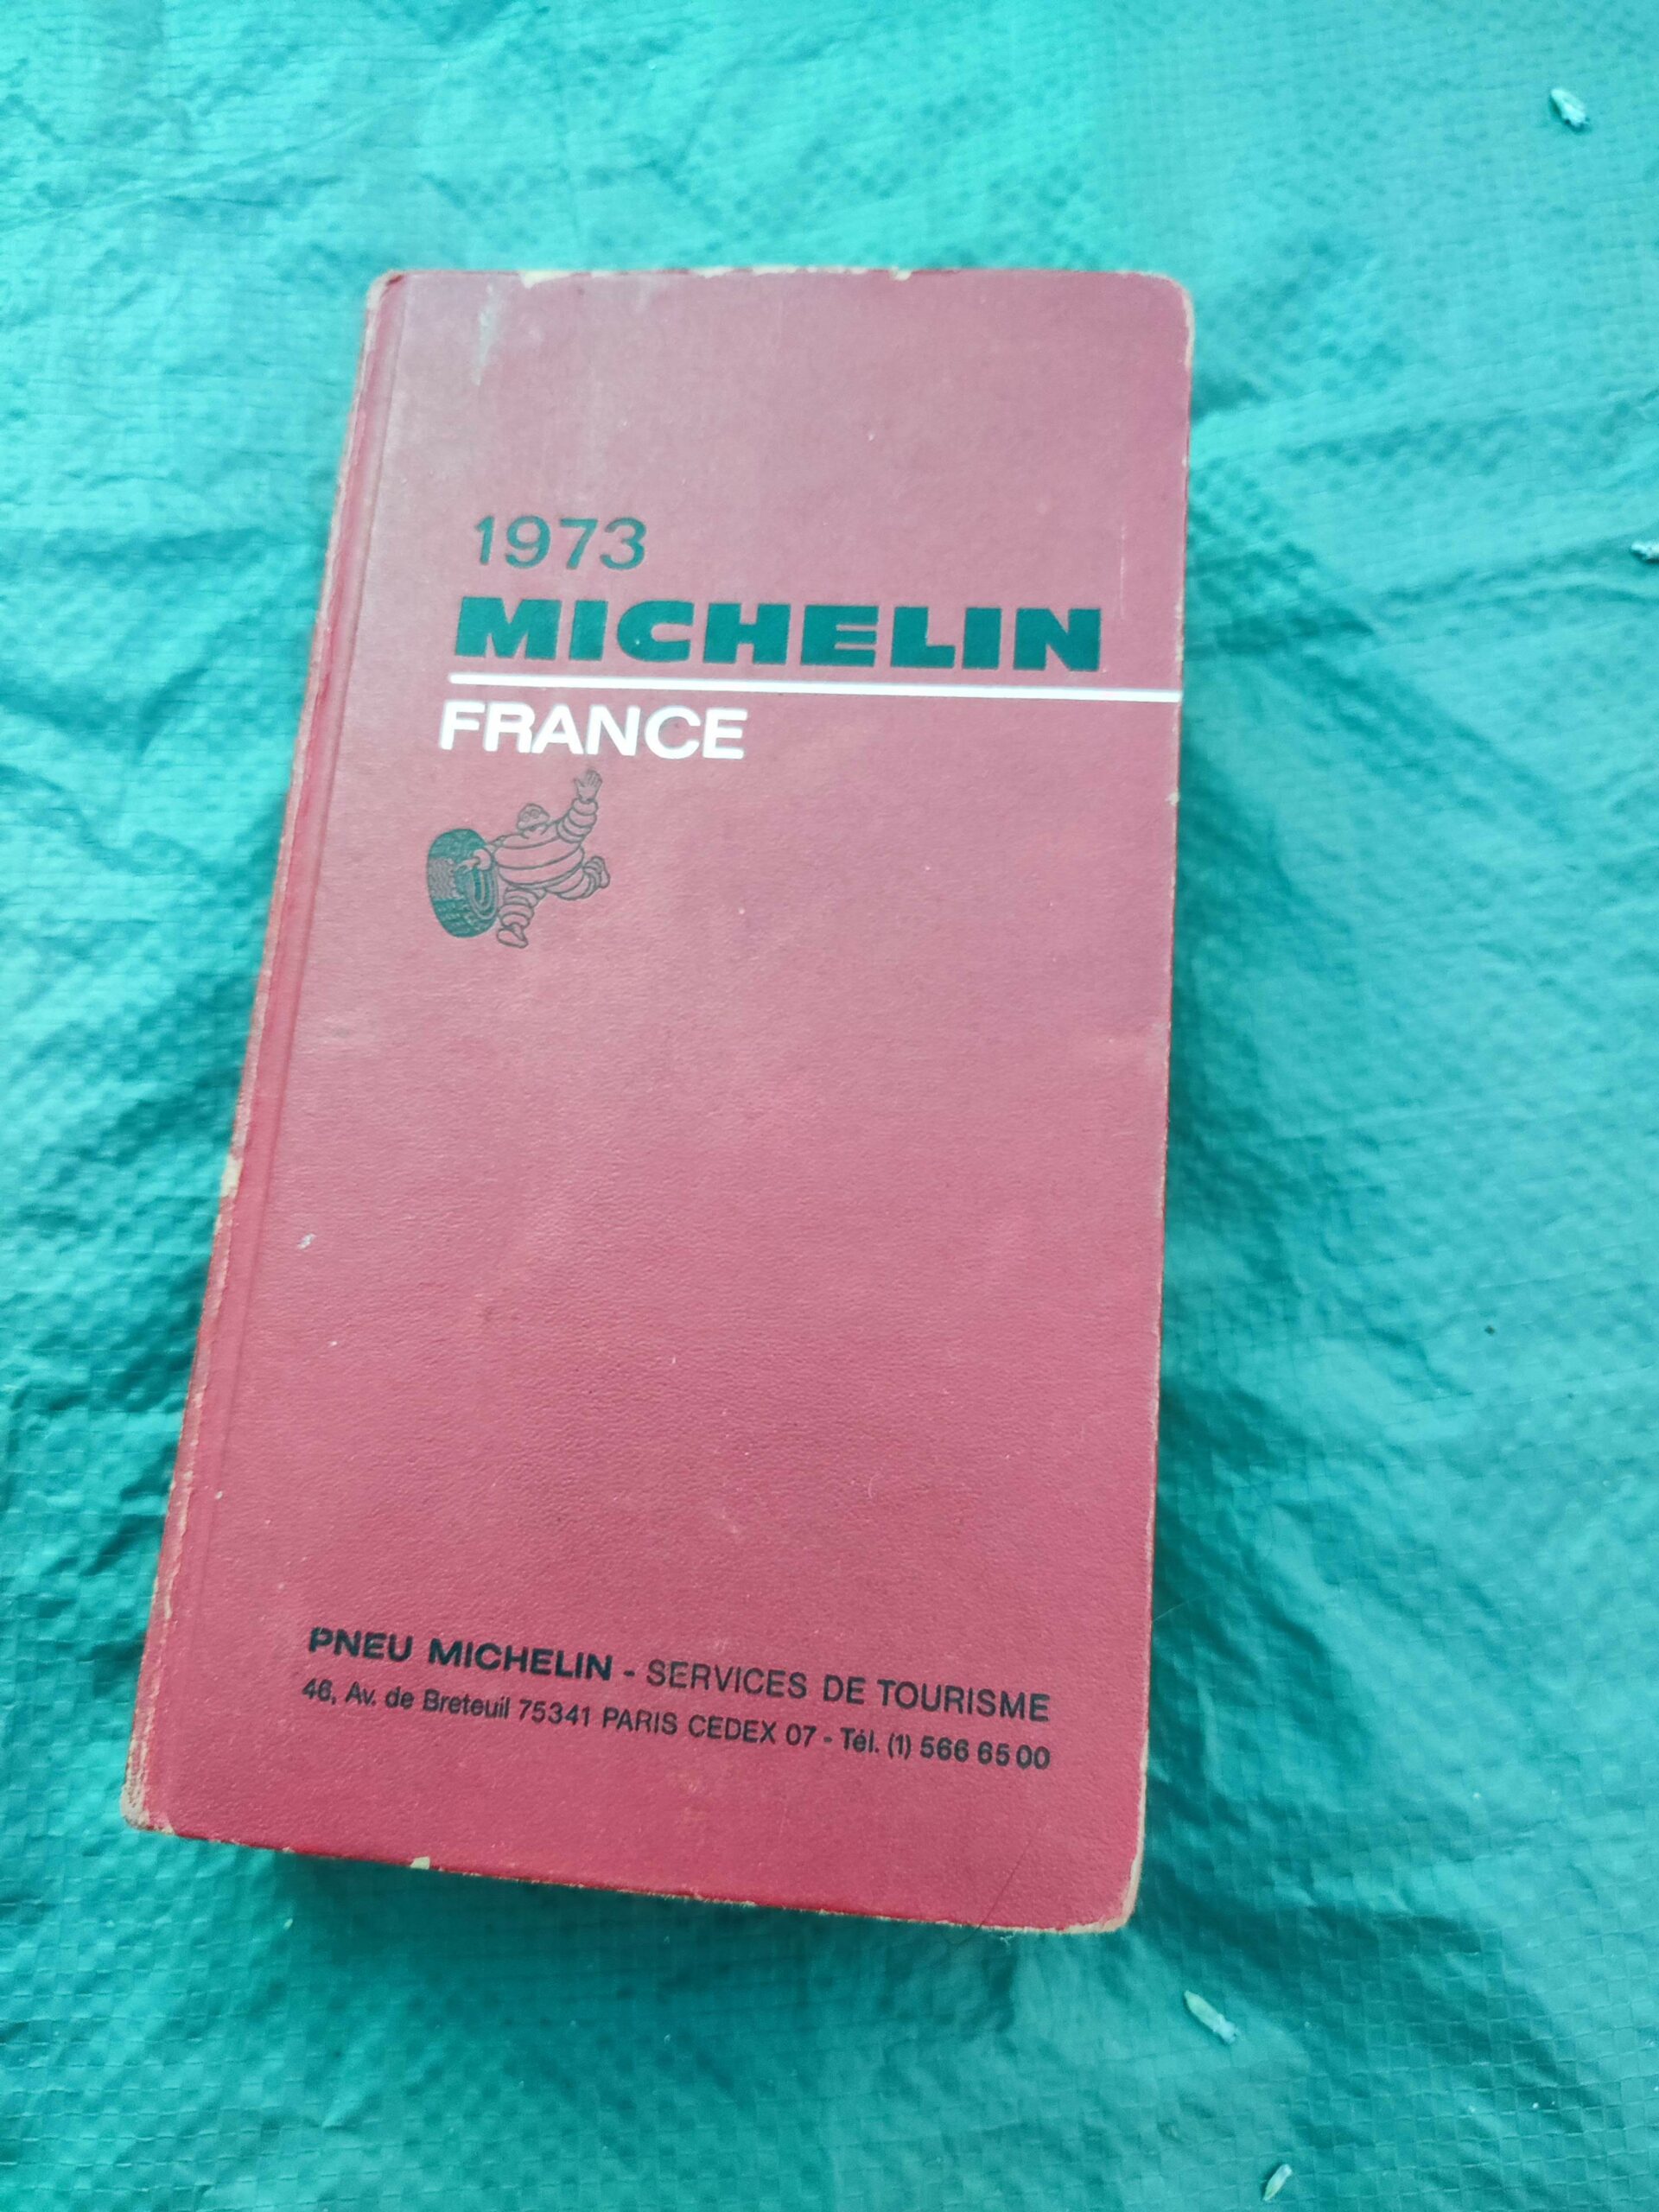 1973
MICHELIN
FRANCE
PNEU MICHELIN - SERVICES DE TOURISME
46, Av. de Breteuil 75341 PARIS CEDEX 07 - Tél. (1) 566 65 00